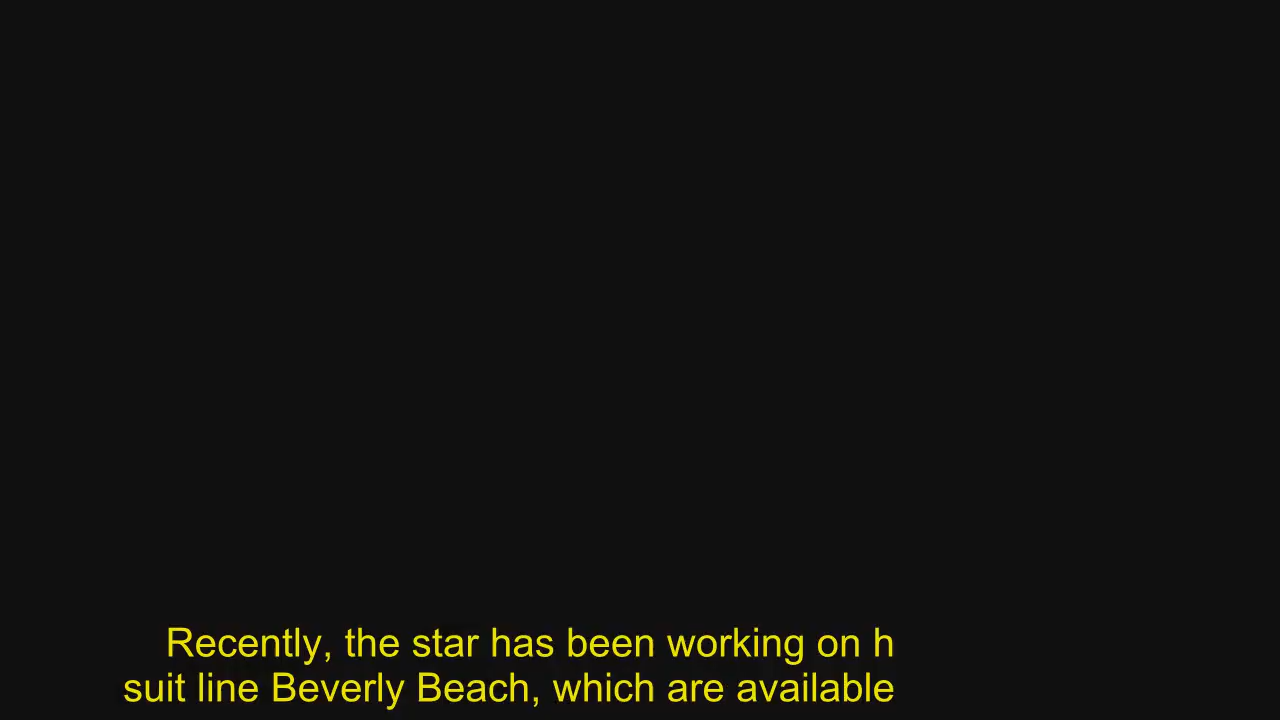 Recently, the star has been working on h
suit line Beverly Beach, which are available